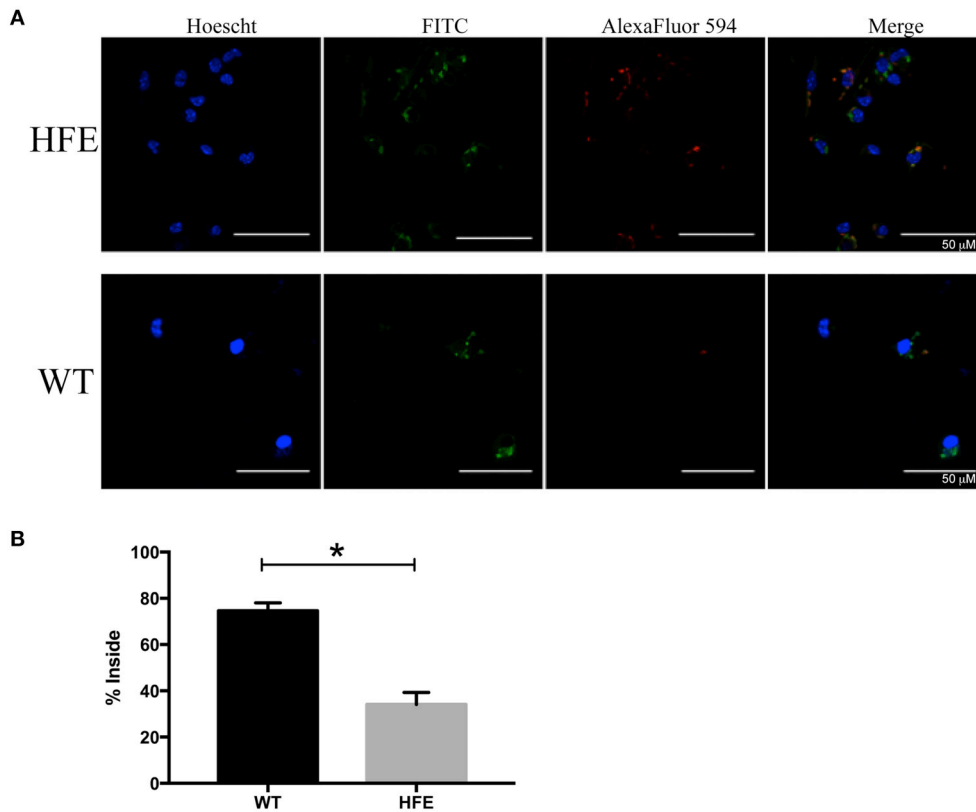 A
Hoescht FITC AlexaFluor 594 Merge
HFE
50 µM
WT
50 µM
B
100
80
60
40
20
0
% Inside
*
WT HFE